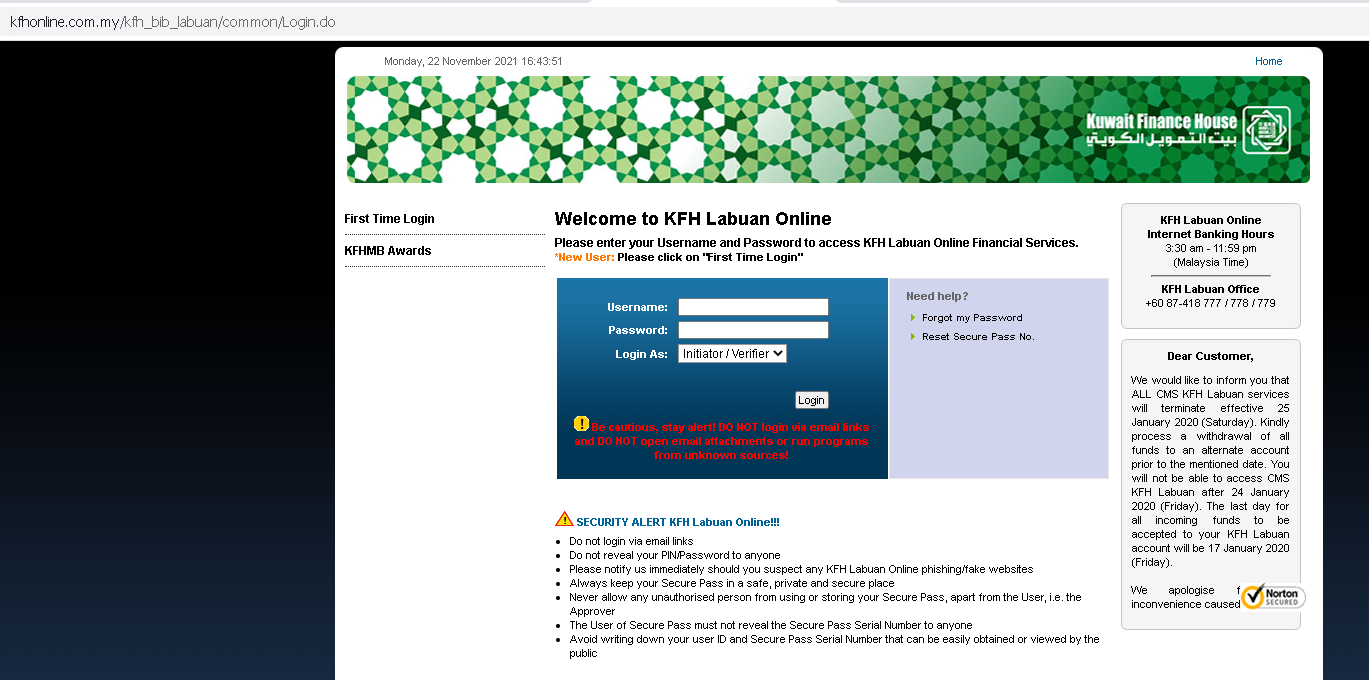 kfhonline.com.my/kfh_bib_labuan/common/Login.do
Monday, 22 November 2021 16:43:51
Home
Kuwait Finance House
بيت التمويل الكويتي
First Time Login
KFHMB Awards
Welcome to KFH Labuan Online
Please enter your Username and Password to access KFH Labuan Online Financial Services.
*New User: Please click on "First Time Login"
Username:
Password:
Login As: Initiator / Verifier
Login
Be cautious, stay alert! DO NOT login via email links
and DO NOT open email attachments or run programs
from unknown sources!
Need help?
Forgot my Password
Reset Secure Pass No.
SECURITY ALERT KFH Labuan Online!!!
Do not login via email links
Do not reveal your PIN/Password to anyone
Please notify us immediately should you suspect any KFH Labuan Online phishing/fake websites
Always keep your Secure Pass in a safe, private and secure place
Never allow any unauthorised person from using or storing your Secure Pass, apart from the User, i.e. the
Approver
The User of Secure Pass must not reveal the Secure Pass Serial Number to anyone
Avoid writing down your user ID and Secure Pass Serial Number that can be easily obtained or viewed by the
public
KFH Labuan Online
Internet Banking Hours
3:30 am - 11:59 pm
(Malaysia Time)
KFH Labuan Office
+60 87-418 777 / 778 / 779
Dear Customer,
We would like to inform you that
ALL CMS KFH Labuan services
will terminate effective 25
January 2020 (Saturday). Kindly
process a withdrawal of all
funds to an alternate account
prior to the mentioned date. You
will not be able to access CMS
KFH Labuan after 24 January
2020 (Friday). The last day for
all incoming funds to be
accepted to your KFH Labuan
account will be 17 January 2020
(Friday).
We apologise
inconvenience caused
Norton
SECURED